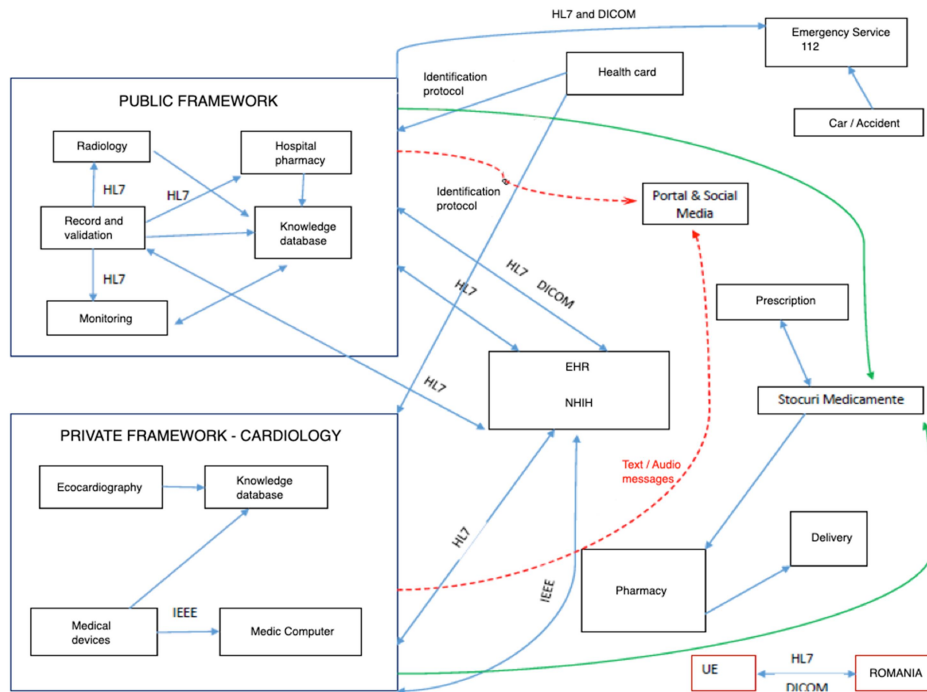 HL7 and DICOM
Emergency Service
112
Identification
protocol
Health card
PUBLIC FRAMEWORK
Car / Accident
Radiology
Hospital
pharmacy
HL7
HL7
Identification
protocol
Portal & Social
Media
Record and
validation
Knowledge
database
HL7
HL7
DICOM
HL7
Monitoring
Prescription
EHR
NHIH
HL7
Stocuri Medicamente
PRIVATE FRAMEWORK - CARDIOLOGY
Text / Audio
messages
Ecocardiography
Knowledge
database
HL7
Delivery
Pharmacy
IEEE
IEEE
Medical
devices
Medic Computer
UE
HL7
DICOM
ROMANIA